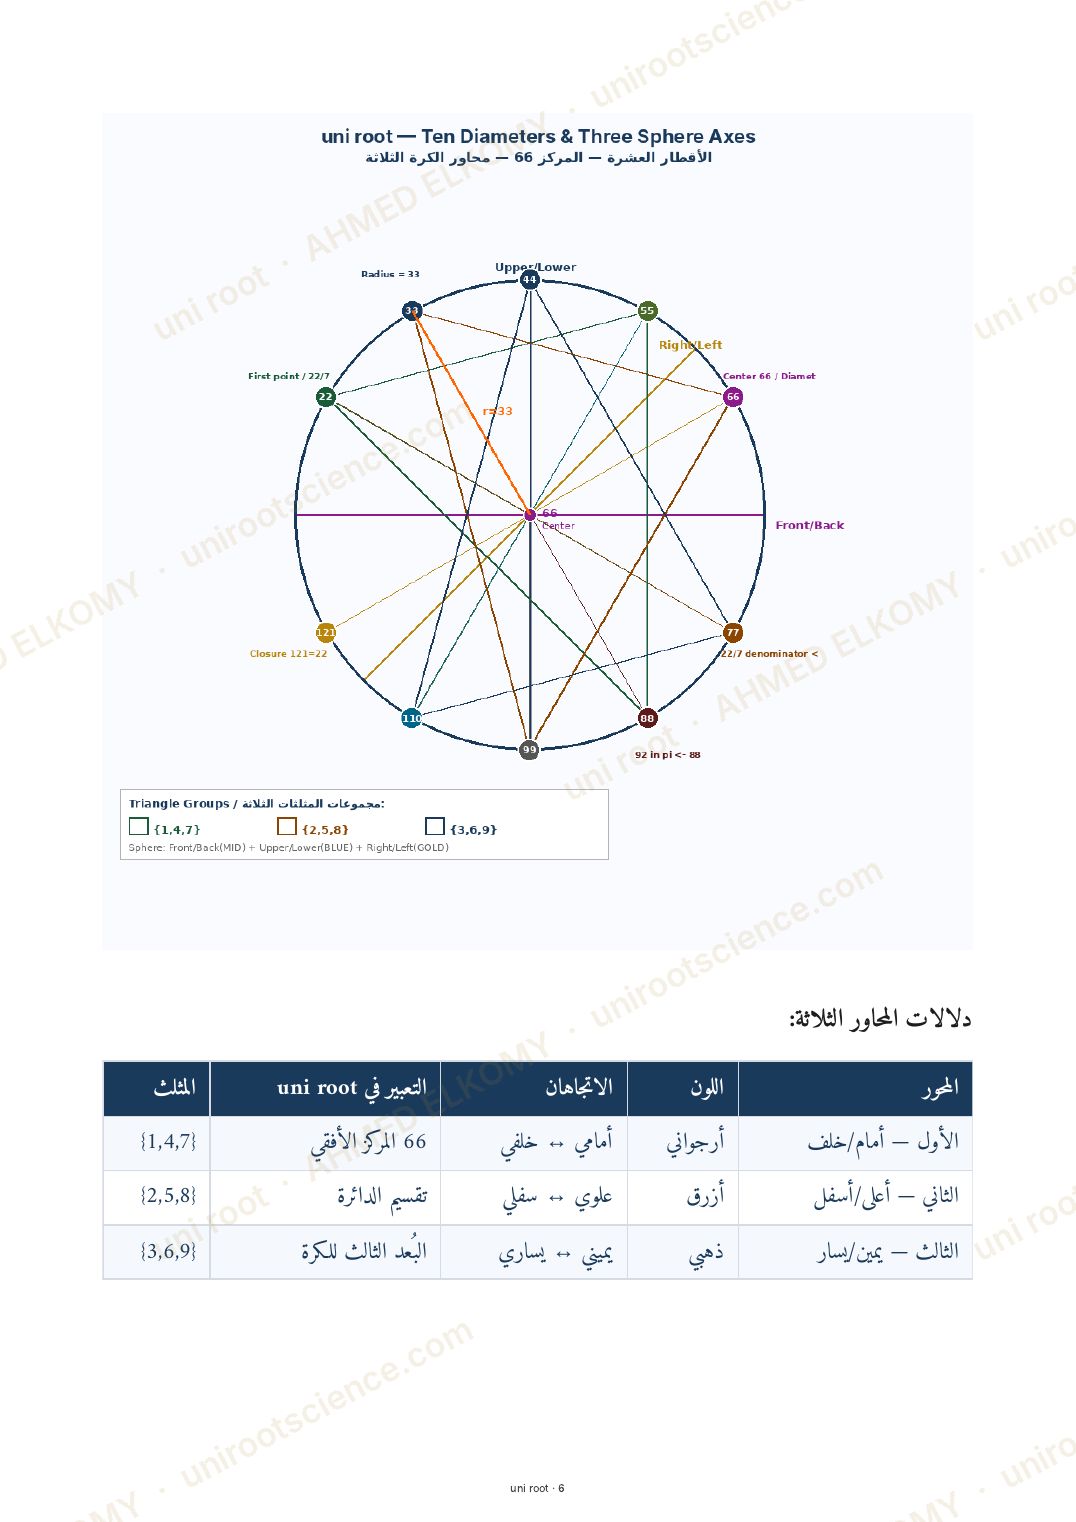 uni root — Ten Diameters & Three Sphere Axes
الأقطار العشرة — المركز 66 — محاور الكرة الثلاثة
Upper/Lower
Radius = 33
44
33
55
Right/Left
First point / 22/7
Center 66 / Diamet
22
66
r=33
66
Center
Front/Back
121
77
Closure 121=22
22/7 denominator <
110
88
99
92 in pi <- 88
Triangle Groups / مجموعات المثلثات الثلاثة:
{1,4,7} {2,5,8} {3,6,9}
Sphere: Front/Back(MID) + Upper/Lower(BLUE) + Right/Left(GOLD)
دلالات المحاور الثلاثة:
المحور اللون الاتجاهان التعبير في uni root المثلث
الأول — أمام/خلف أرجواني أمامي ↔ خلفي 66 المركز الأفقي {1,4,7}
الثاني — أعلى/أسفل أزرق علوي ↔ سفلي تقسيم الدائرة {2,5,8}
الثالث — يمين/يسار ذهبي يميني ↔ يساري البُعد الثالث للكرة {3,6,9}
uni root · 6
uni root · AHMED ELKOMY · unirootscience.com